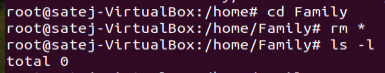 root@satej-VirtualBox:/home# cd Family
root@satej-VirtualBox:/home/Family# rm *
root@satej-VirtualBox:/home/Family# ls -l
total 0